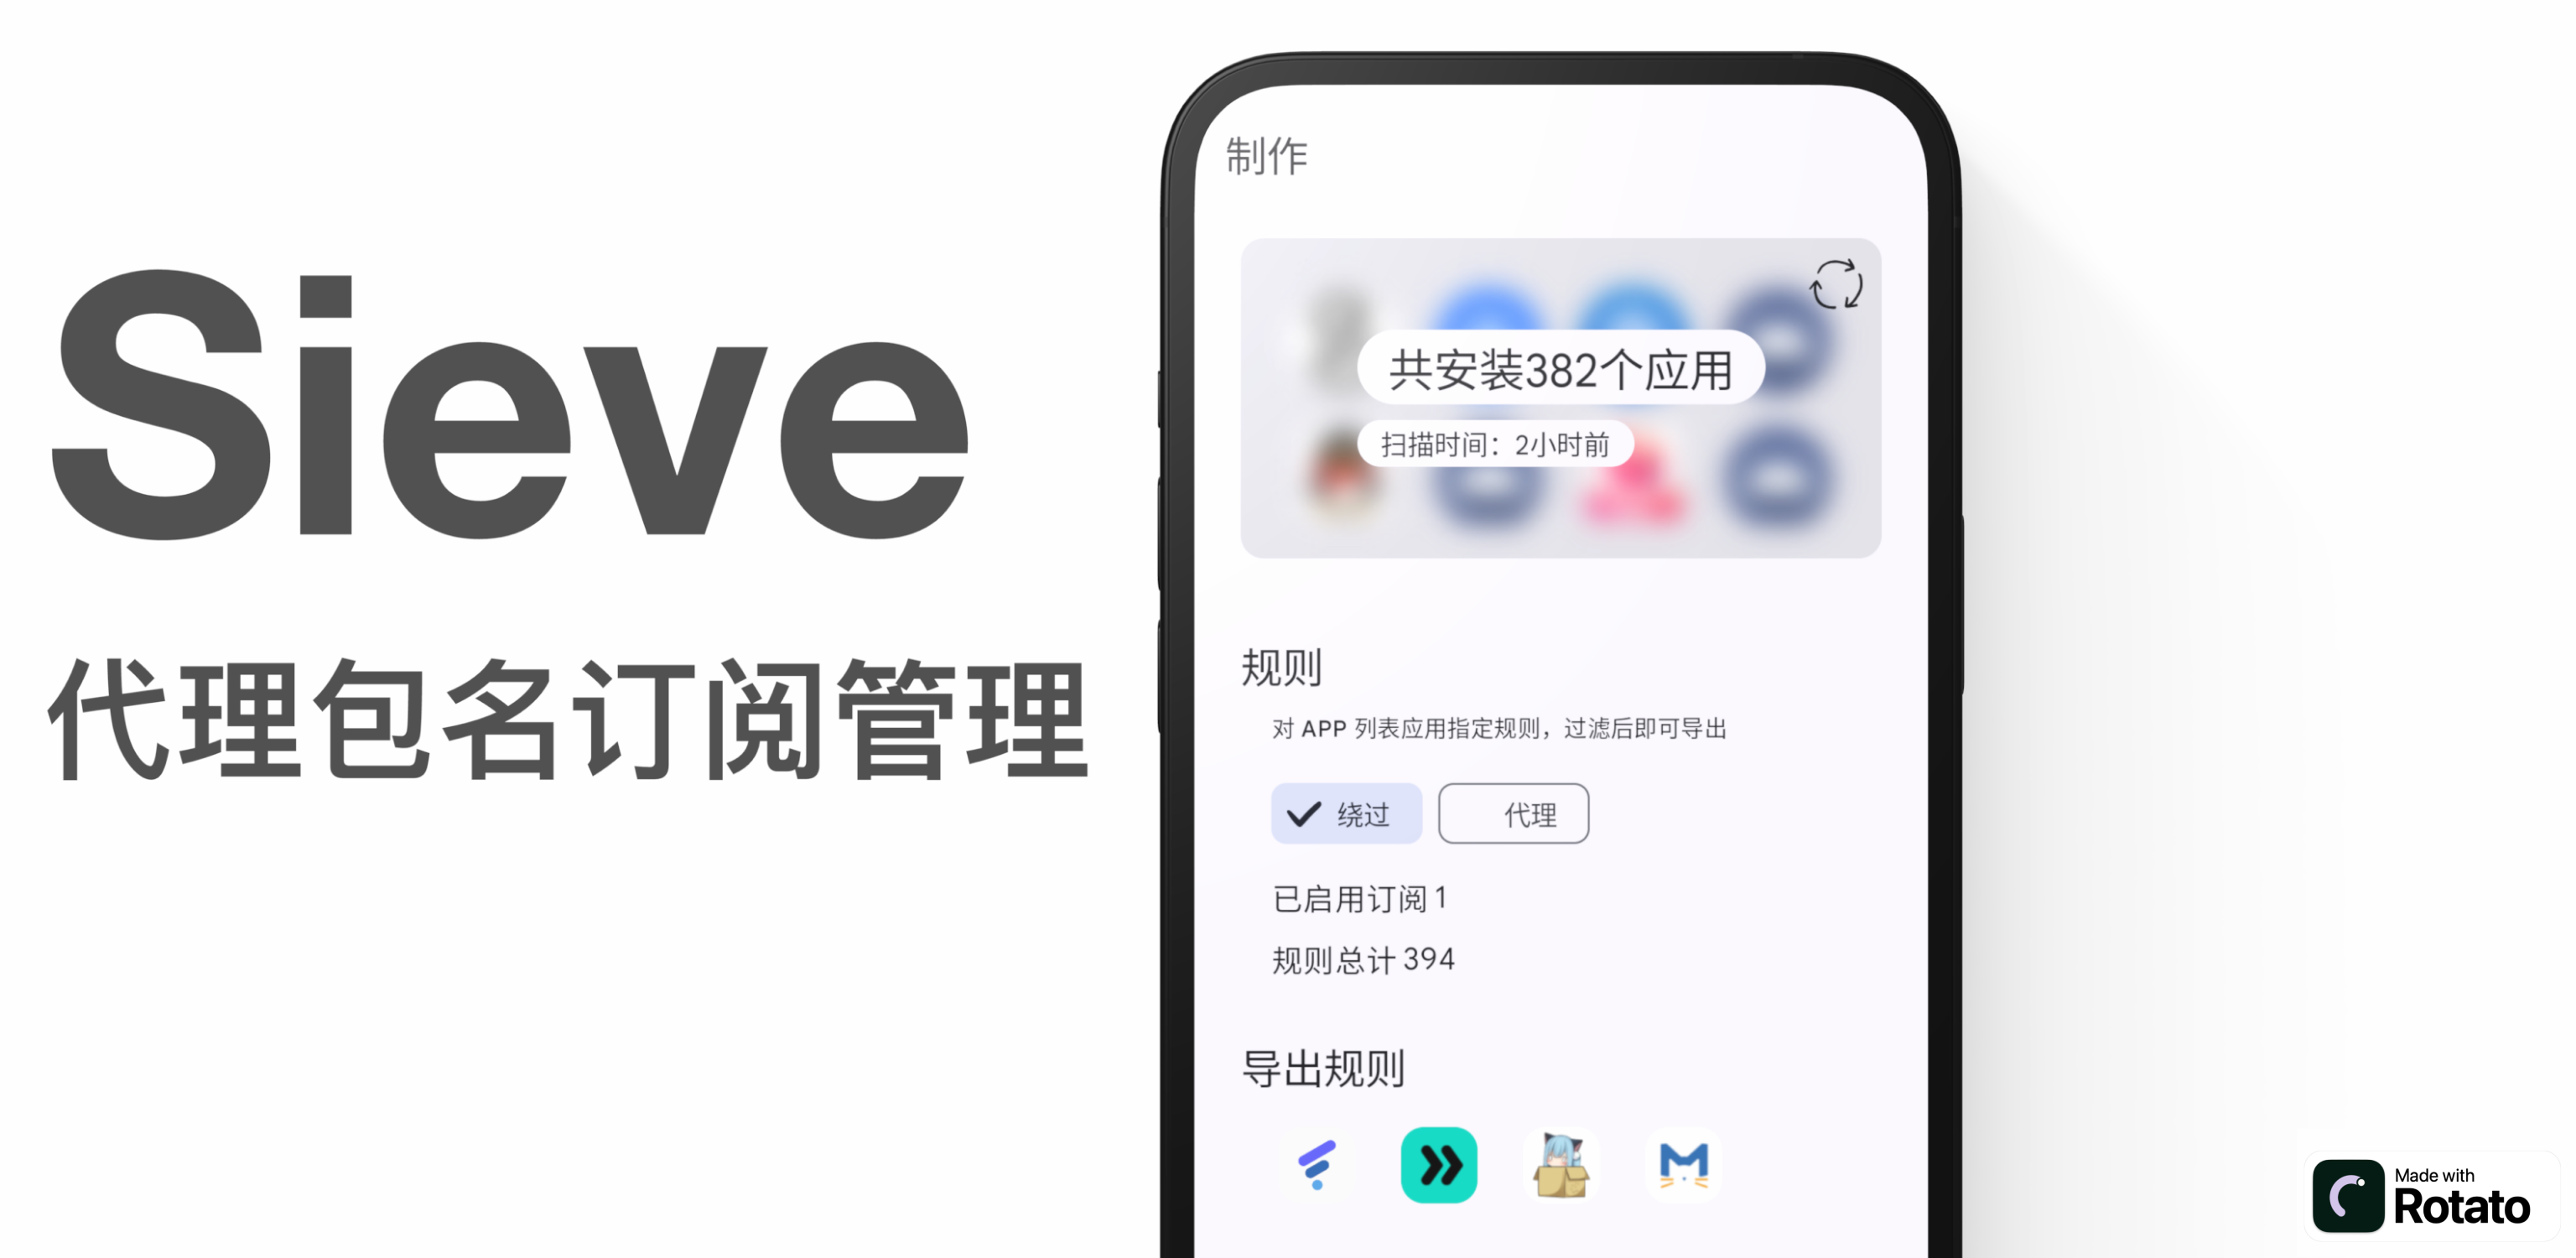 Sieve
代理包名订阅管理
制作
共安装382个应用
扫描时间：2小时前
规则
对 APP 列表应用指定规则，过滤后即可导出
绕过
代理
已启用订阅 1
规则总计 394
导出规则
Made with
Rotato